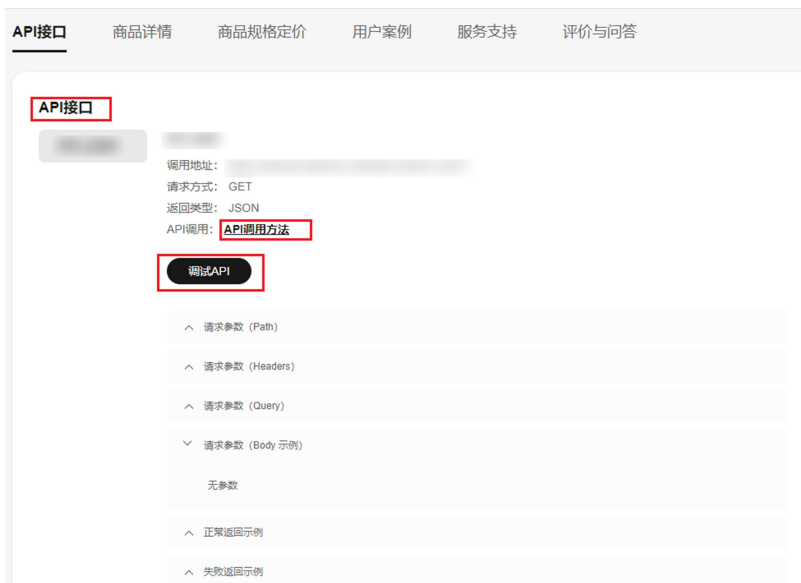 API接口 商品详情 商品规格定价 用户案例 服务支持 评价与问答
API接口
调用地址：
请求方式： GET
返回类型： JSON
API调用： API调用方法
调试API
请求参数（Path）
请求参数（Headers）
请求参数（Query）
请求参数（Body 示例）
无参数
正常返回示例
失败返回示例